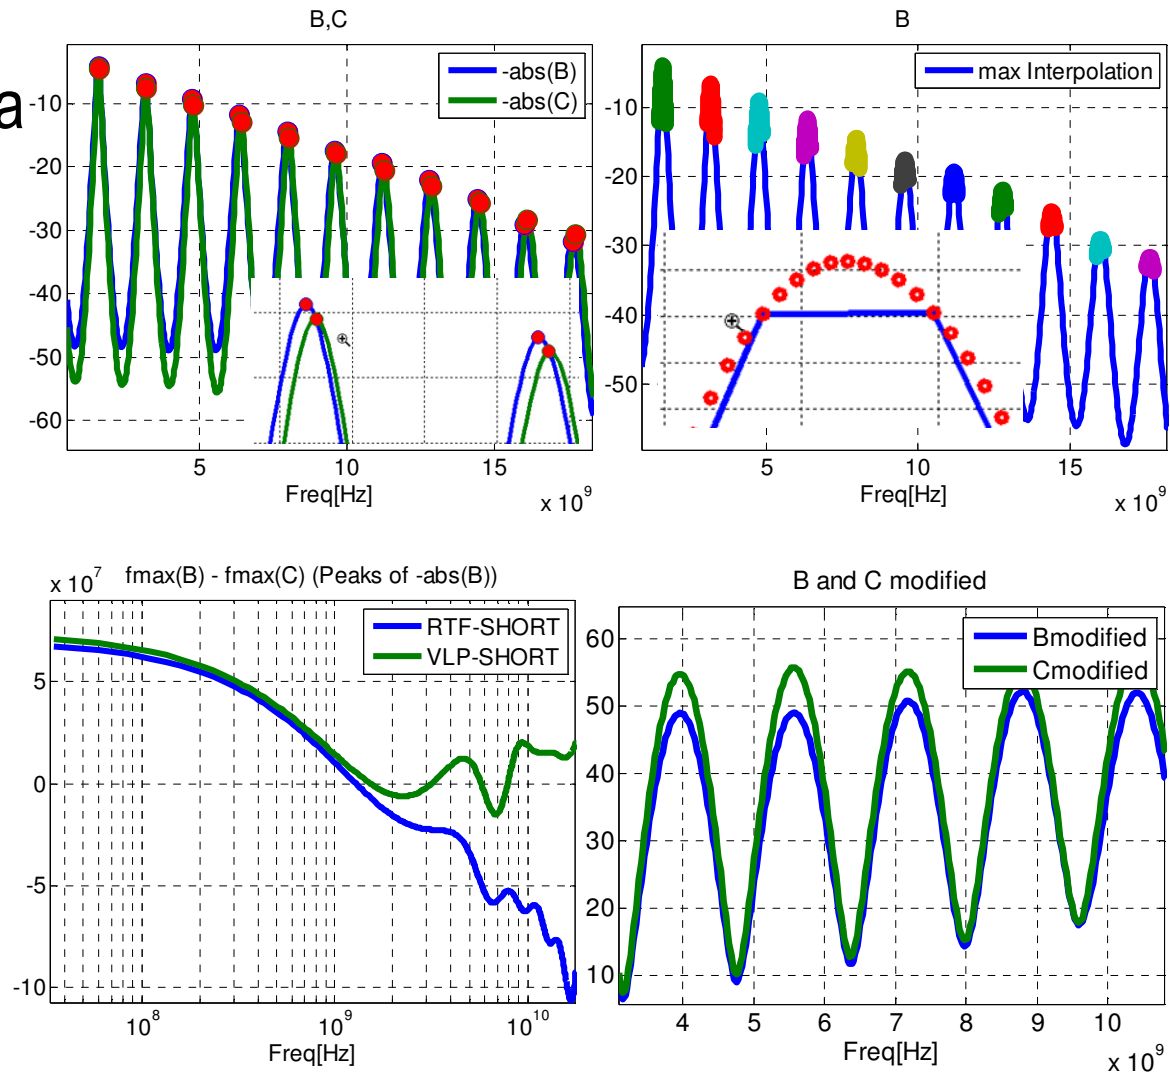 B,C
a
-abs(B)
-abs(C)
-10
-20
-30
-40
-50
-60
5
10
15
Freq[Hz]
x 10^9
B
max Interpolation
-10
-20
-30
-40
-50
5
10
15
Freq[Hz]
x 10^9
x 10^7
fmax(B) - fmax(C) (Peaks of -abs(B))
RTF-SHORT
VLP-SHORT
5
0
-5
-10
10^8
10^9
10^10
Freq[Hz]
B and C modified
Bmodified
Cmodified
60
50
40
30
20
10
4
5
6
7
8
9
10
Freq[Hz]
x 10^9